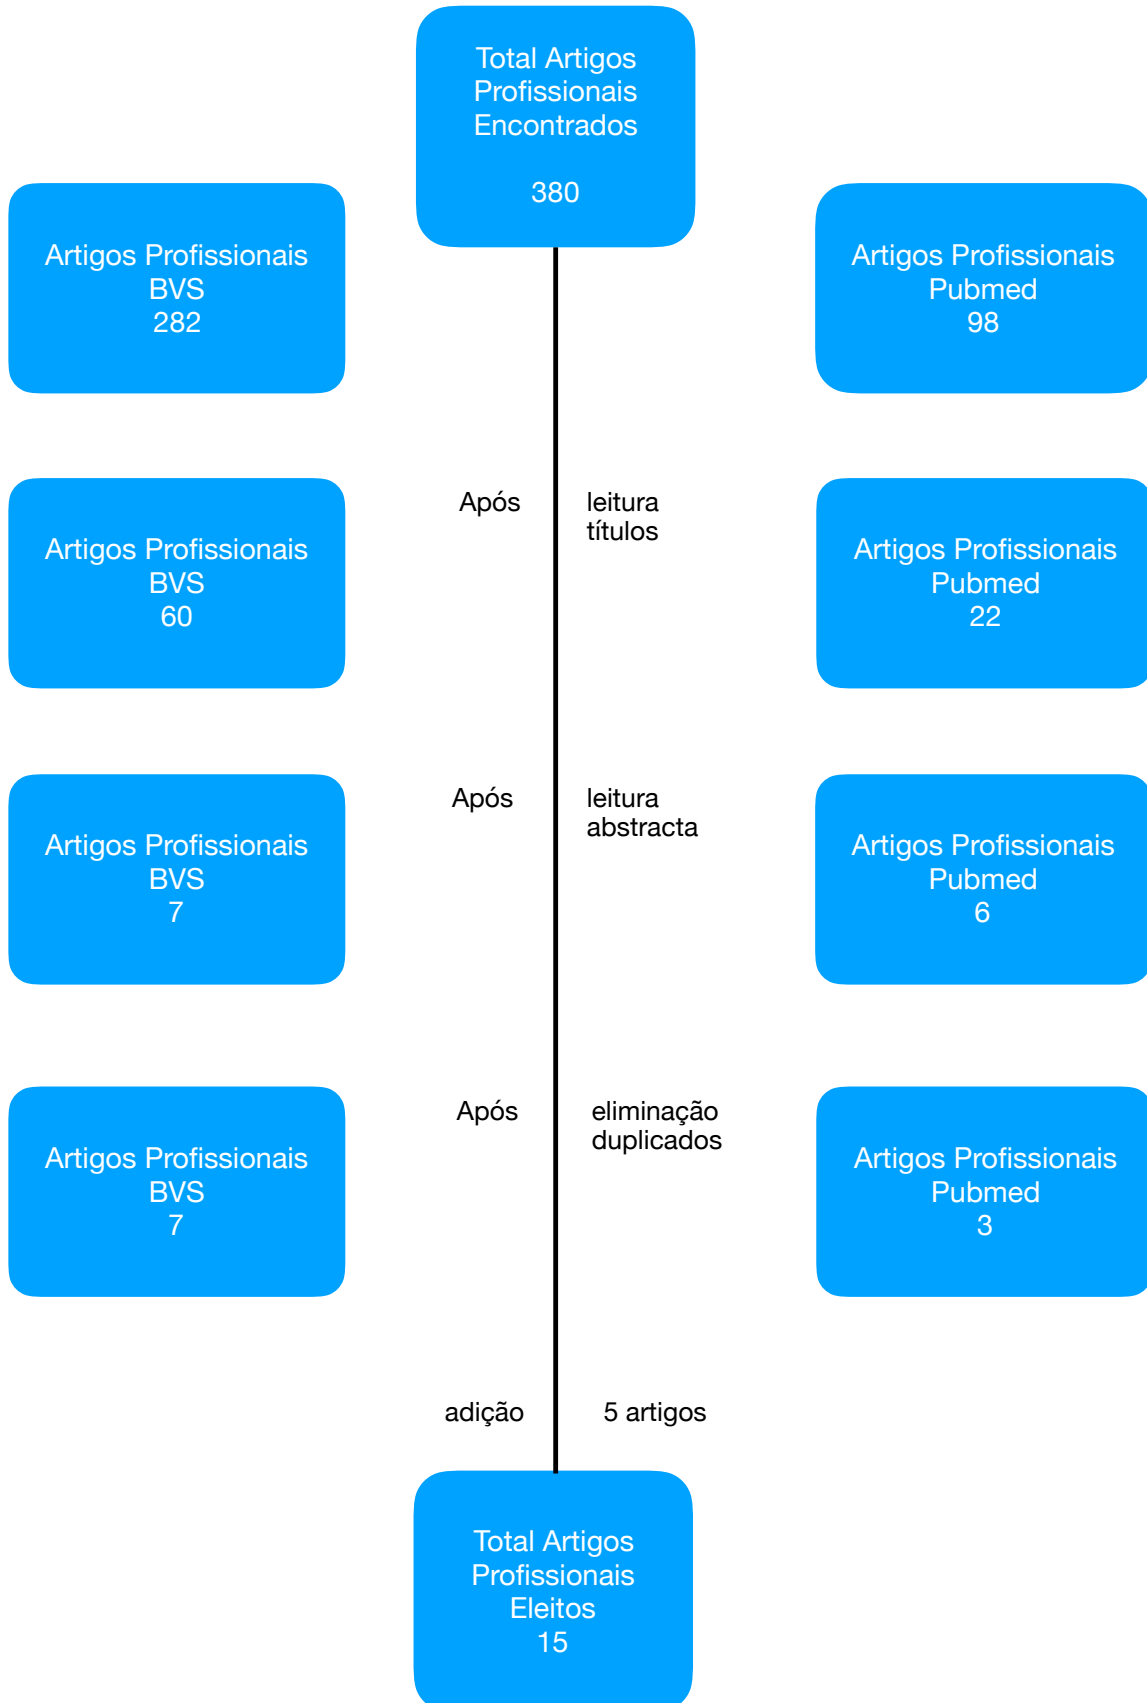 Total Artigos
Profissionais
Encontrados
380
Artigos Profissionais
BVS
282
Artigos Profissionais
Pubmed
98
Após leitura
títulos
Artigos Profissionais
BVS
60
Artigos Profissionais
Pubmed
22
Após leitura
abstracta
Artigos Profissionais
BVS
7
Artigos Profissionais
Pubmed
6
Após eliminação
duplicados
Artigos Profissionais
BVS
7
Artigos Profissionais
Pubmed
3
adição 5 artigos
Total Artigos
Profissionais
Eleitos
15